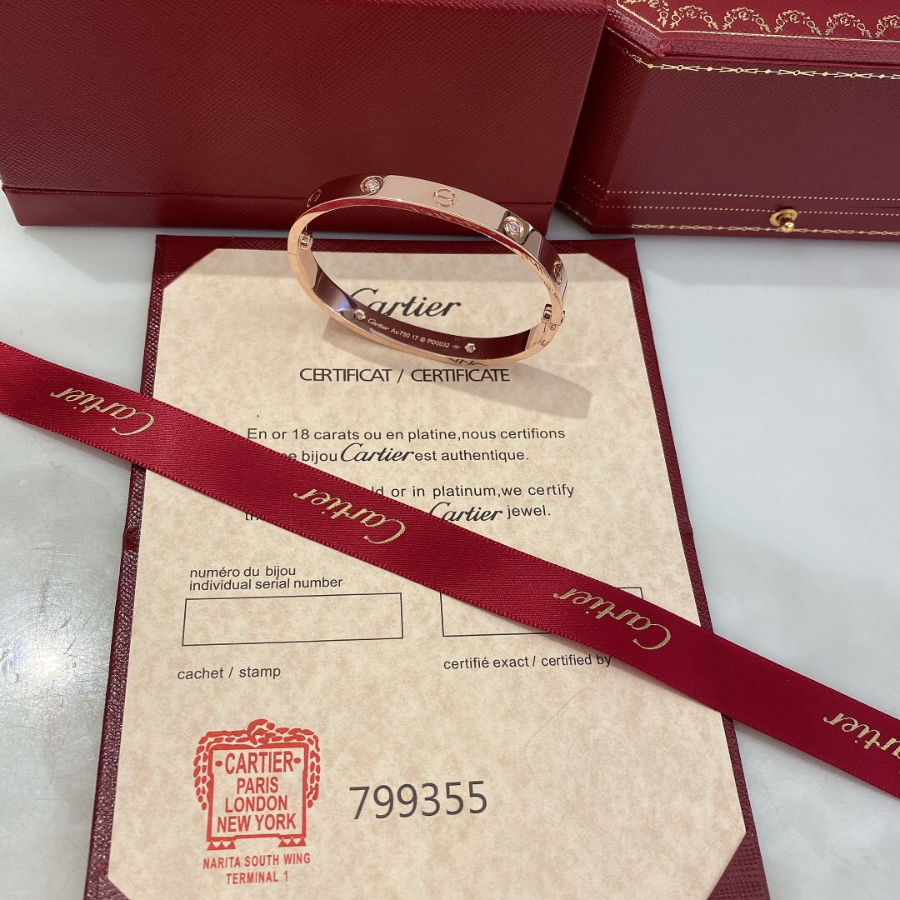 Cartier
Cartier Au750 17 PD0032
CERTIFICAT / CERTIFICATE
En or 18 carats ou en platine,nous certifions
bijou Cartier est authentique.
or in platinum,we certify
Cartier jewel.
numéro du bijou
individual serial number
cachet / stamp
certifié exact / certified by
CARTIER
PARIS
LONDON
NEW YORK
NARITA SOUTH WING
TERMINAL 1
799355
Cartier
Cartier
Cartier
Cartier